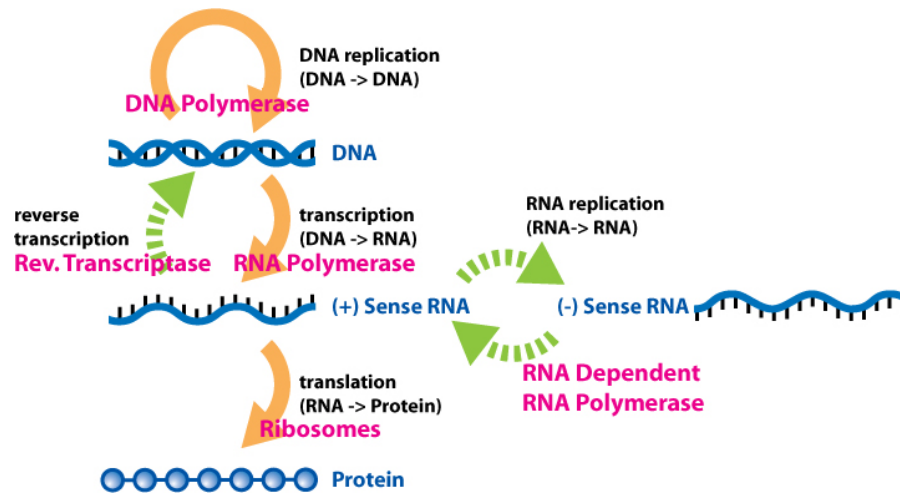 DNA replication
(DNA -> DNA)
DNA Polymerase
DNA
reverse
transcription
Rev. Transcriptase
transcription
(DNA -> RNA)
RNA Polymerase
RNA replication
(RNA-> RNA)
(+) Sense RNA
(-) Sense RNA
RNA Dependent
RNA Polymerase
translation
(RNA -> Protein)
Ribosomes
Protein